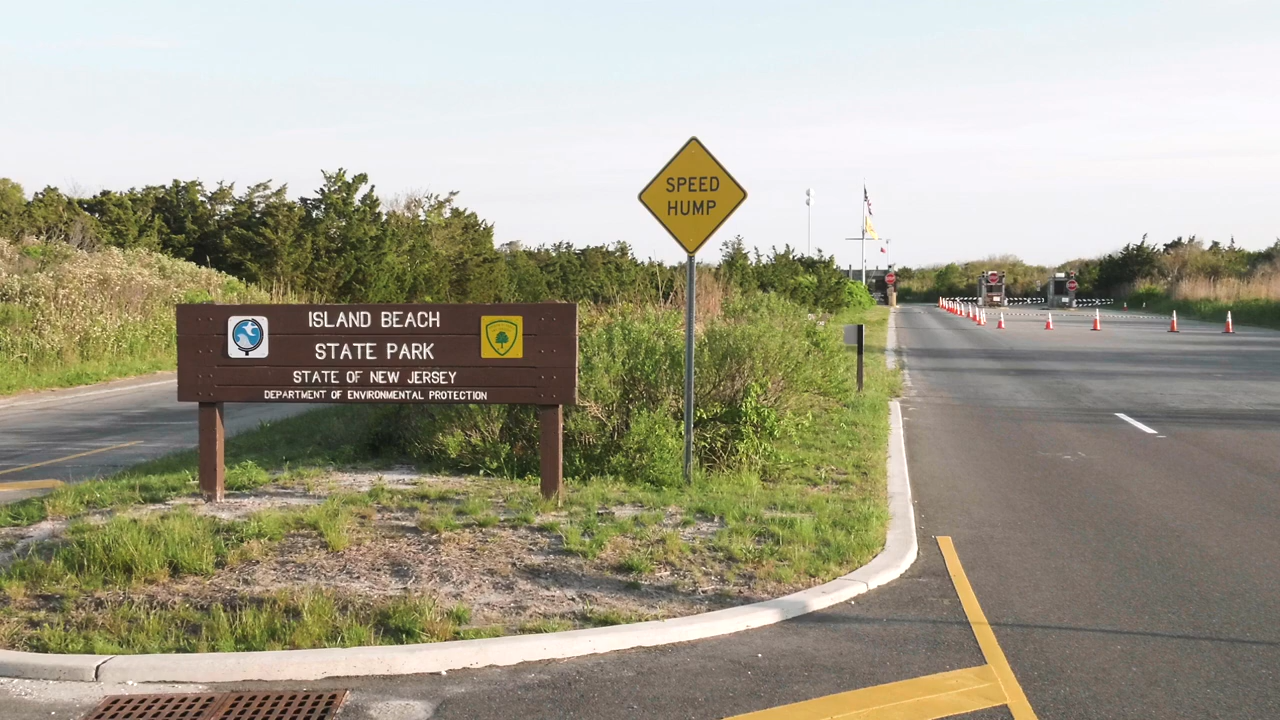 ISLAND BEACH
STATE PARK
STATE OF NEW JERSEY
DEPARTMENT OF ENVIRONMENTAL PROTECTION
SPEED
HUMP